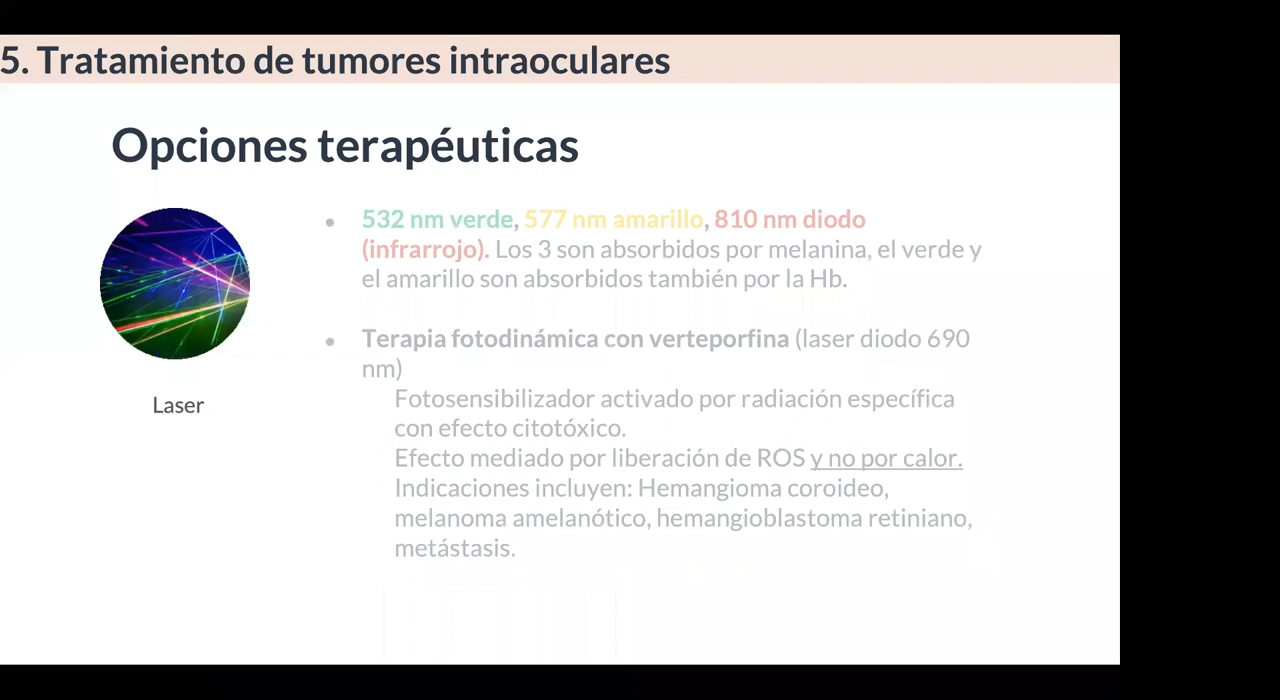 5. Tratamiento de tumores intraoculares
Opciones terapéuticas
Laser
• 532 nm verde, 577 nm amarillo, 810 nm diodo
(infrarrojo). Los 3 son absorbidos por melanina, el verde y
el amarillo son absorbidos también por la Hb.
• Terapia fotodinámica con verteporfina (laser diodo 690
nm)
Fotosensibilizador activado por radiación específica
con efecto citotóxico.
Efecto mediado por liberación de ROS y no por calor.
Indicaciones incluyen: Hemangioma coroideo,
melanoma amelanótico, hemangioblastoma retiniano,
metástasis.